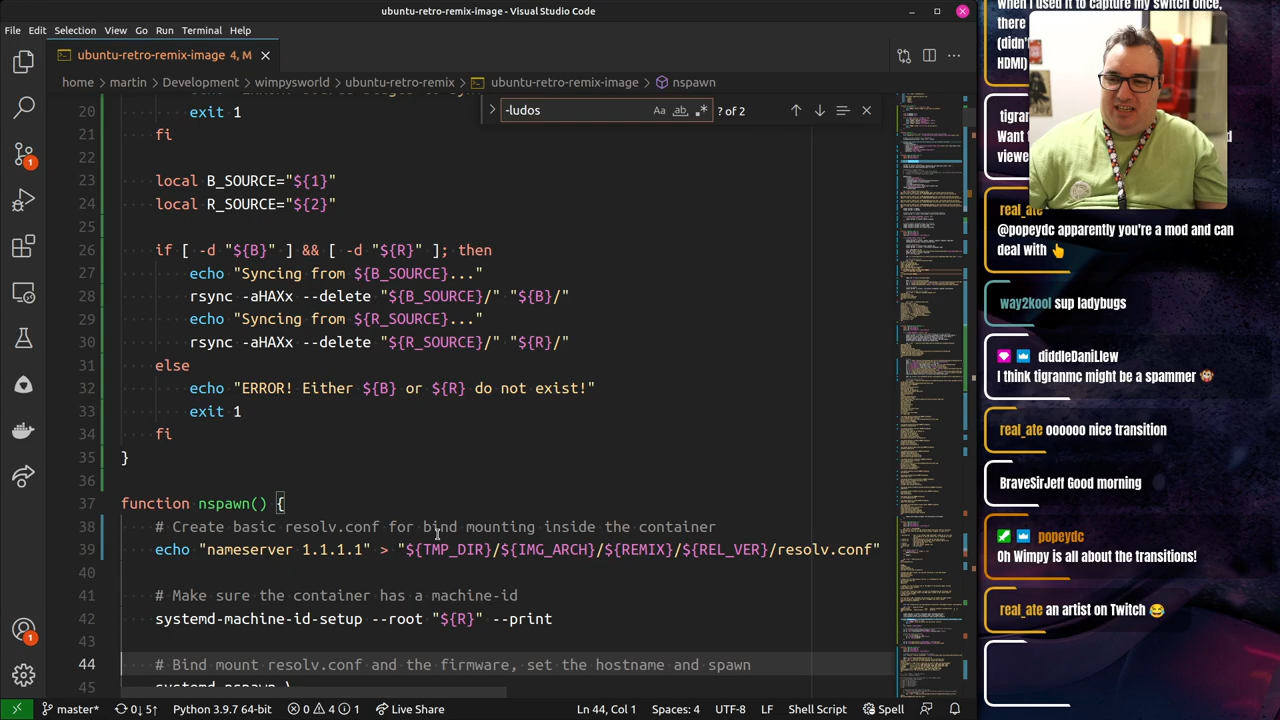 ubuntu-retro-remix-image - Visual Studio Code
File Edit Selection View Go Run Terminal Help
ubuntu-retro-remix-image 4, M
home > martin > Development > wimpysworld > ubuntu-retro-remix > ubuntu-retro-remix-image > nspawn
-ludos
Aa
? of 2
20 exit 1
21 fi
22
23 local B_SOURCE="${1}"
24 local R_SOURCE="${2}"
25
26 if [ -d "${B}" ] && [ -d "${R}" ]; then
27 echo "Syncing from ${B_SOURCE}..."
28 rsync -aHAXx --delete "${B_SOURCE}/" "${B}/"
29 echo "Syncing from ${R_SOURCE}..."
30 rsync -aHAXx --delete "${R_SOURCE}/" "${R}/"
31 else
32 echo "ERROR! Either ${B} or ${R} do not exist!"
33 exit 1
34 fi
35 }
36
37 function nspawn() {
38 # Create basic resolv.conf for bind mounting inside the container
39 echo "nameserver 1.1.1.1" > "${TMP_DIR}/${IMG_ARCH}/${REMIX}/${REL_VER}/resolv.conf"
40
41 # Make sure the container has a machine-id
42 systemd-machine-id-setup --root "${R}" --print
43
44 # Bind mount resolv.conf and the firmware, set the hostname and spawn
45
master* 0↓ 5↑ Python 0 1 Live Share
Ln 44, Col 1 Spaces: 4 UTF-8 LF Shell Script Spell
when I used it to capture my switch once,
there
(didn'
HDMI)
tigran
Want
viewe
real_ate
@popeydc apparently you're a mod and can
deal with 👆
way2kool sup ladybugs
diddleDaniLlew
I think tigranmc might be a spammer
real_ate oooooo nice transition
BraveSirJeff Good morning
popeydc
Oh Wimpy is all about the transitions!
real_ate an artist on Twitch 😂